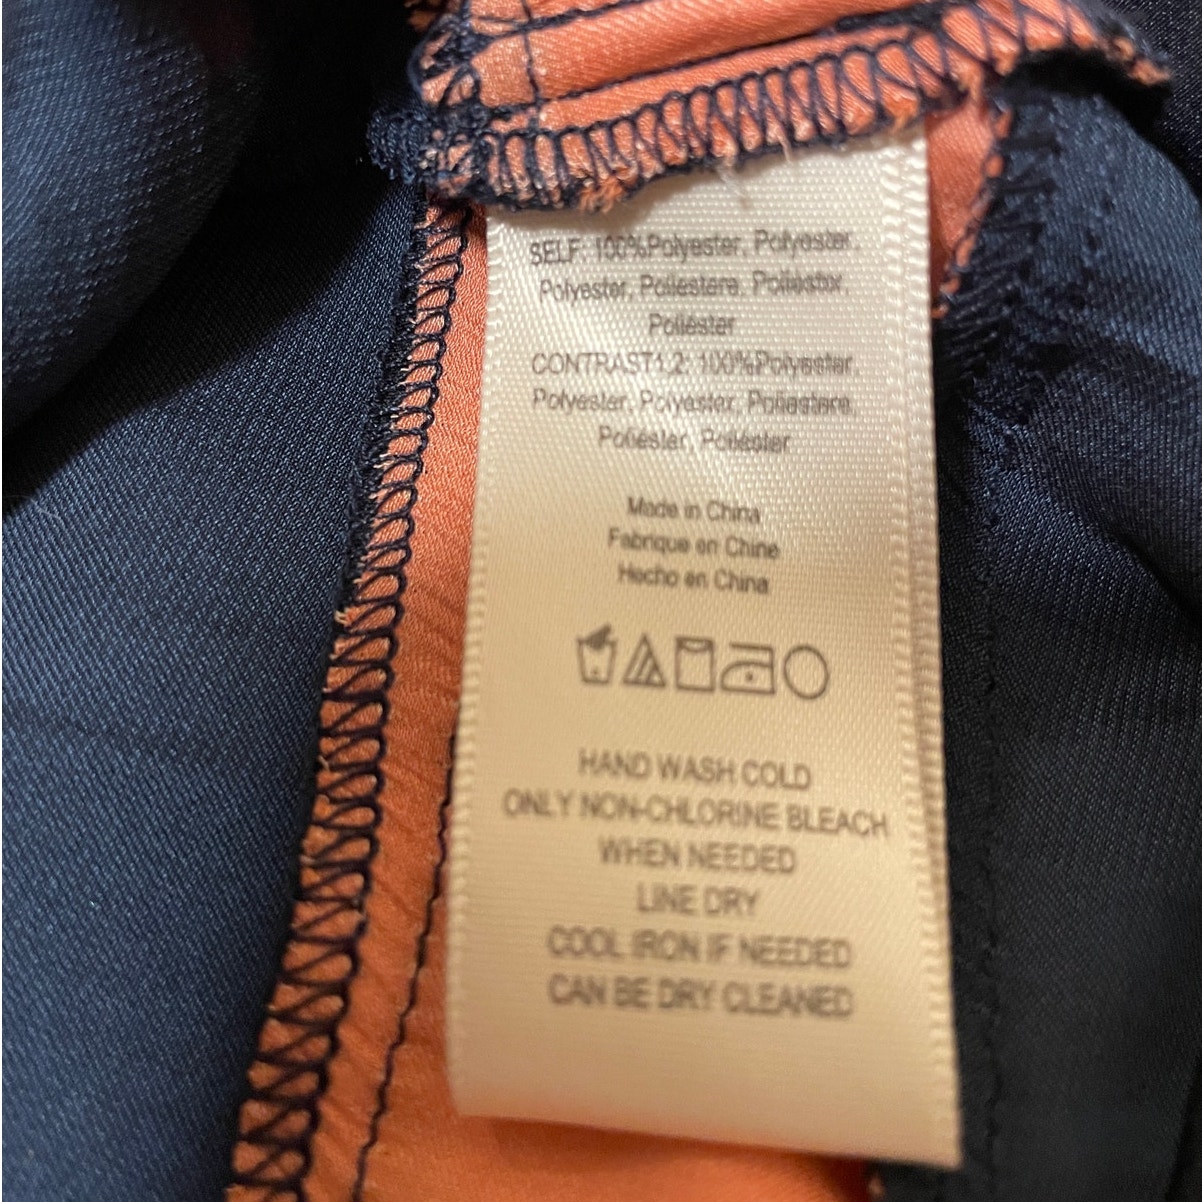 SELF: 100%Polyester, Polyester,
Polyester, Poliestere, Poliester,
Poliéster
CONTRAST1,2: 100%Polyester,
Polyester, Polyester, Poliestere,
Poliéster, Poliéster
Made in China
Fabrique en Chine
Hecho en China
HAND WASH COLD
ONLY NON-CHLORINE BLEACH
WHEN NEEDED
LINE DRY
COOL IRON IF NEEDED
CAN BE DRY CLEANED